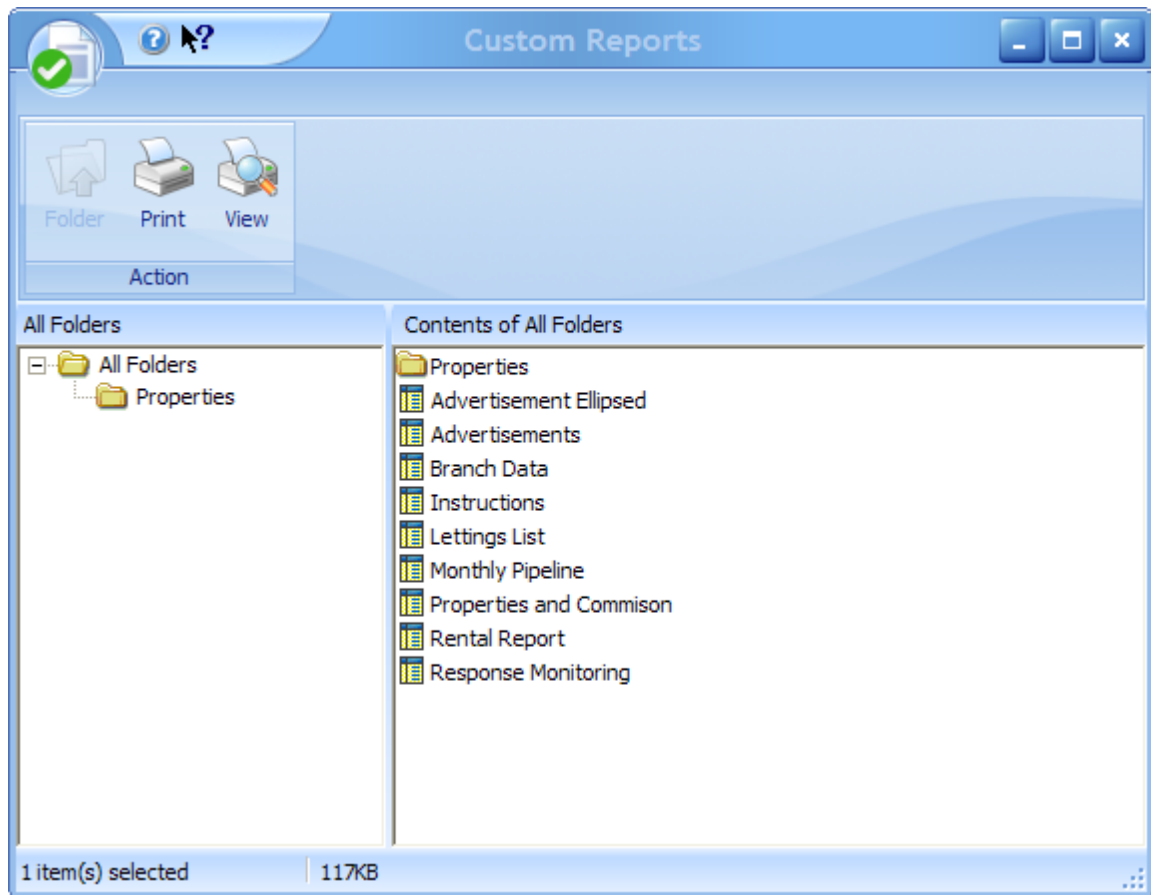 Custom Reports
Folder Print View
Action
All Folders
Contents of All Folders
All Folders
Properties
Properties
Advertisement Ellipsed
Advertisements
Branch Data
Instructions
Lettings List
Monthly Pipeline
Properties and Commison
Rental Report
Response Monitoring
1 item(s) selected
117KB